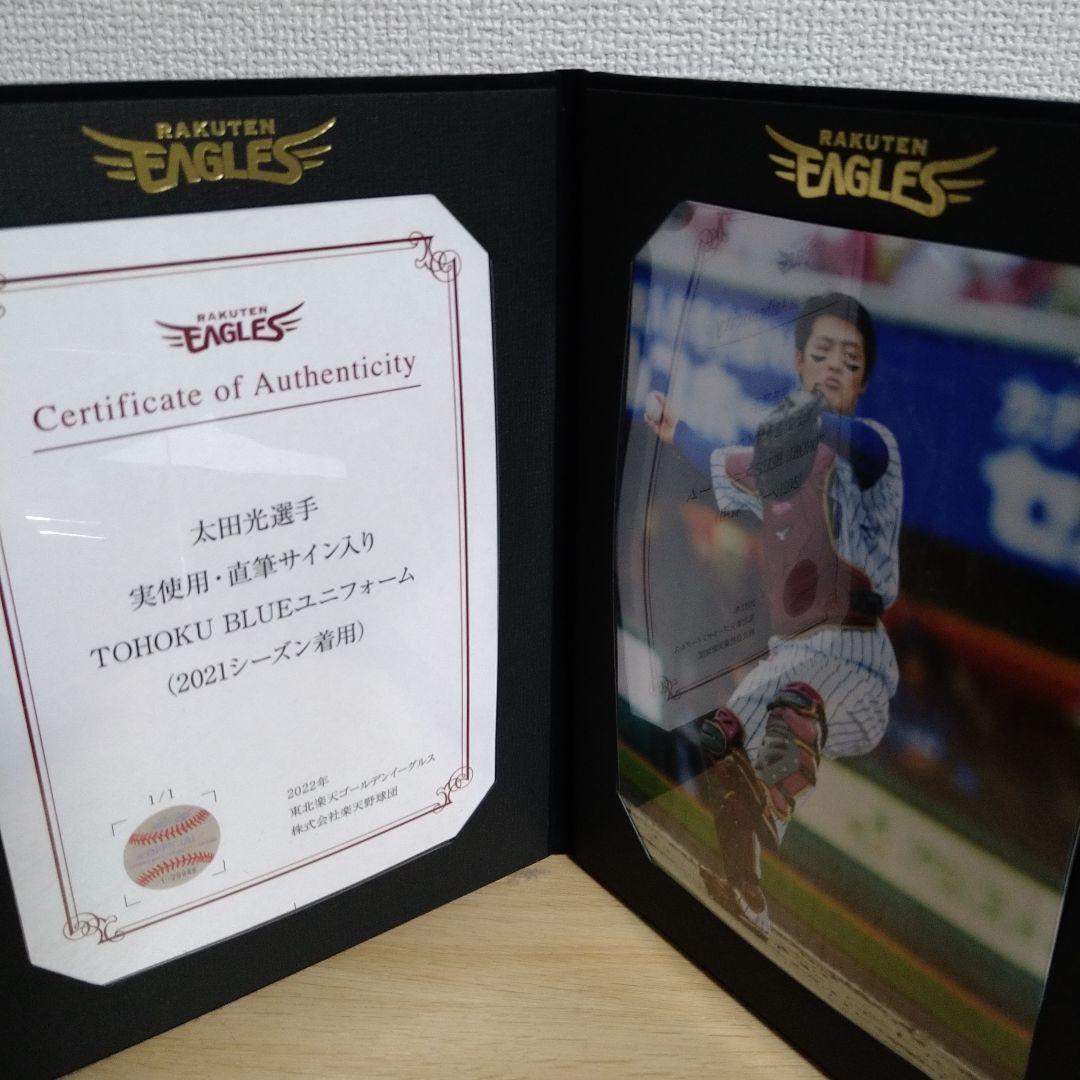 RAKUTEN
EAGLES
RAKUTEN
EAGLES
Certificate of Authenticity
太田光選手
実使用・直筆サイン入り
TOHOKU BLUEユニフォーム
（2021シーズン着用）
1/1
2022年
東北楽天ゴールデンイーグルス
株式会社楽天野球団
RAKUTEN
EAGLES